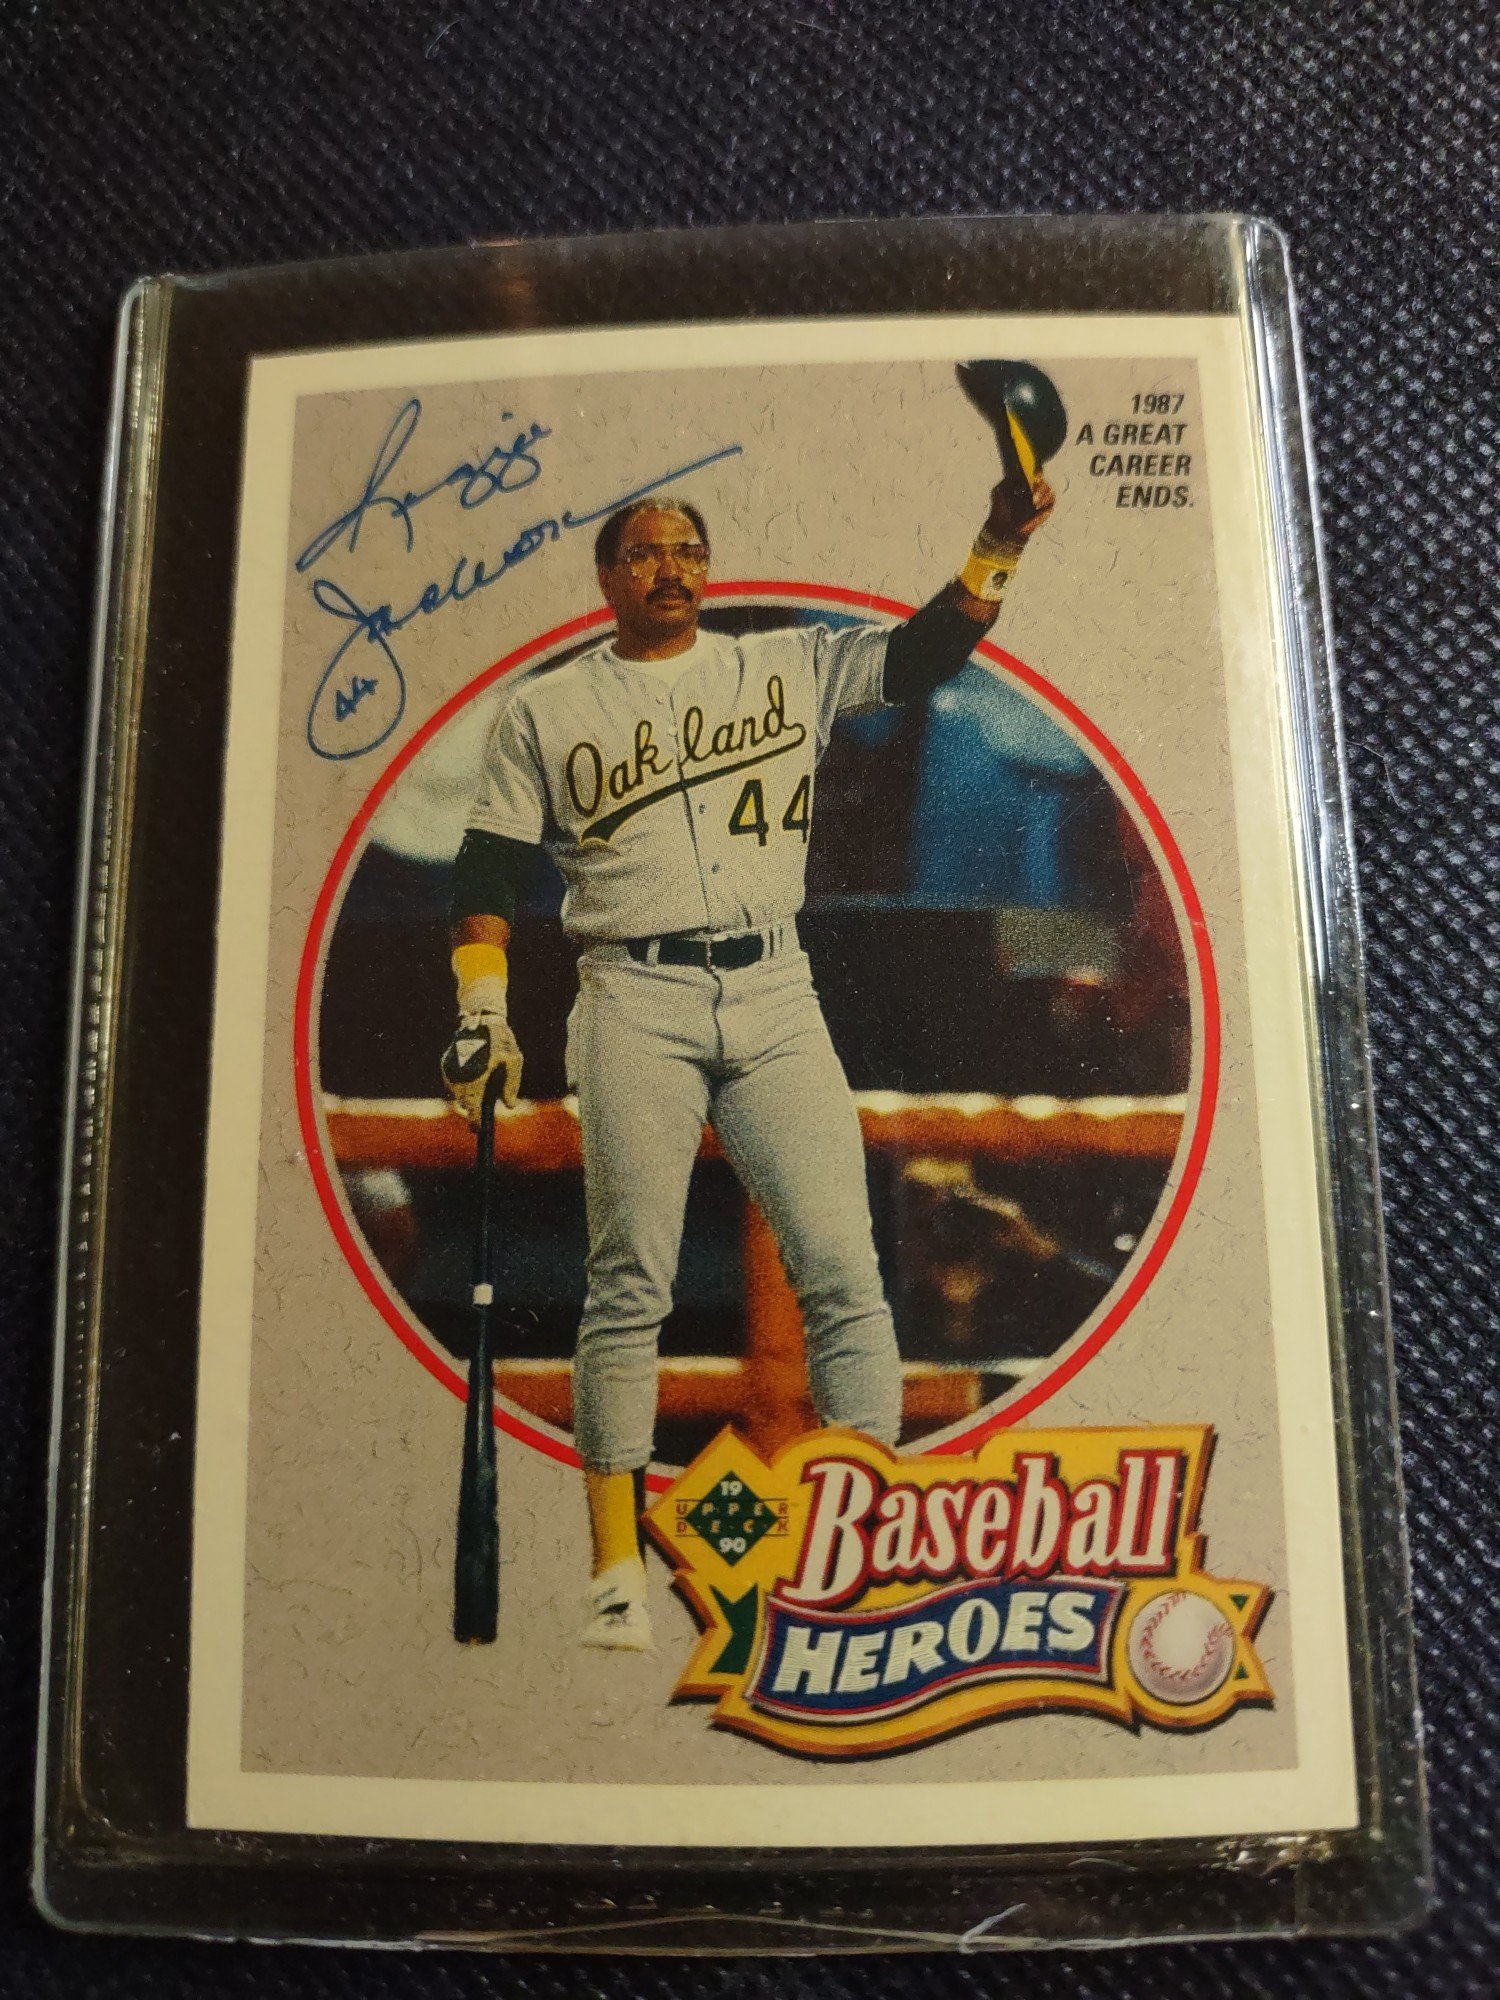 Reggie
Jackson
44
1987
A GREAT
CAREER
ENDS.
Oakland
44
19
UPPER
DECK
90
Baseball
HEROES